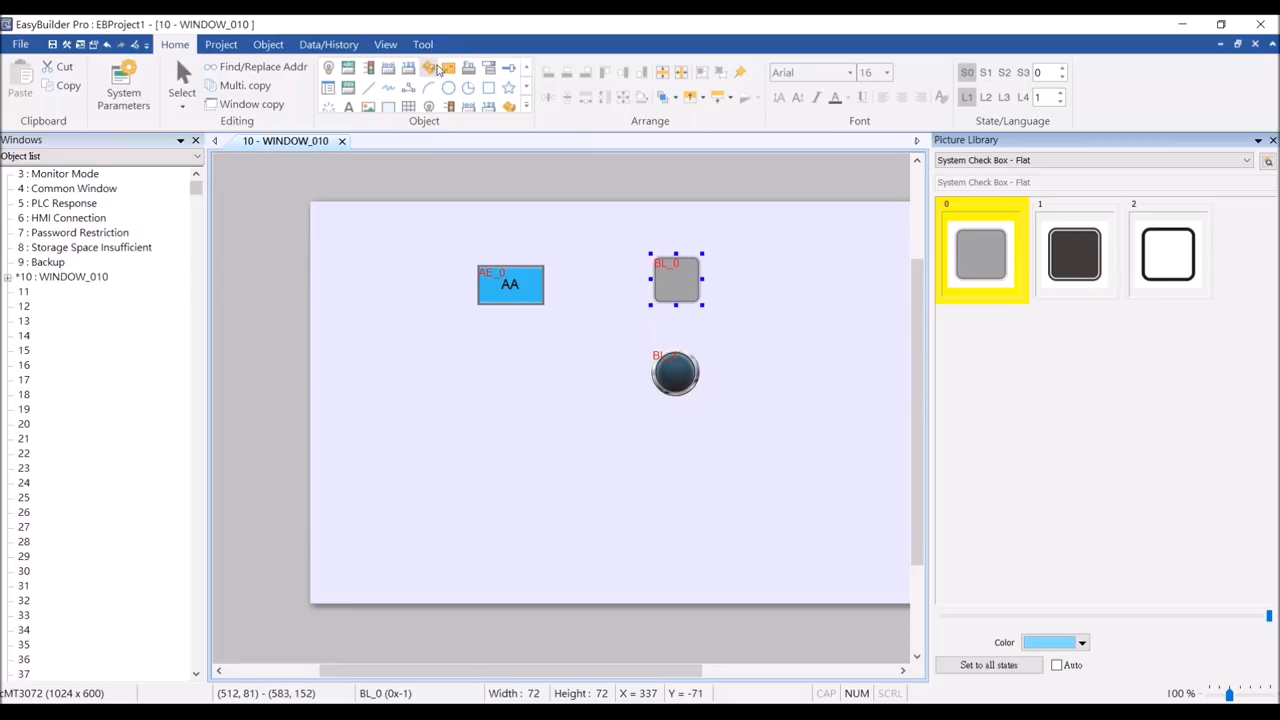 EasyBuilder Pro : EBProject1 - [10 - WINDOW_010 ]
File Home Project Object Data/History View Tool
Paste Cut Copy
System Parameters
Select
Find/Replace Addr
Multi. copy
Window copy
Arial 16
S0 S1 S2 S3 0
L1 L2 L3 L4 1
Clipboard Editing Object Arrange Font State/Language
Windows
Object list
3 : Monitor Mode
4 : Common Window
5 : PLC Response
6 : HMI Connection
7 : Password Restriction
8 : Storage Space Insufficient
9 : Backup
*10 : WINDOW_010
11
12
13
14
15
16
17
18
19
20
21
22
23
24
25
26
27
28
29
30
31
32
33
34
35
36
37
10 - WINDOW_010
AE_0
AA
BL_0
Picture Library
System Check Box - Flat
System Check Box - Flat
0 1 2
Color
Set to all states
Auto
cMT3072 (1024 x 600) (512, 81) - (583, 152) BL_0 (0x-1) Width : 72 Height : 72 X = 337 Y = -71 CAP NUM SCRL 100 %